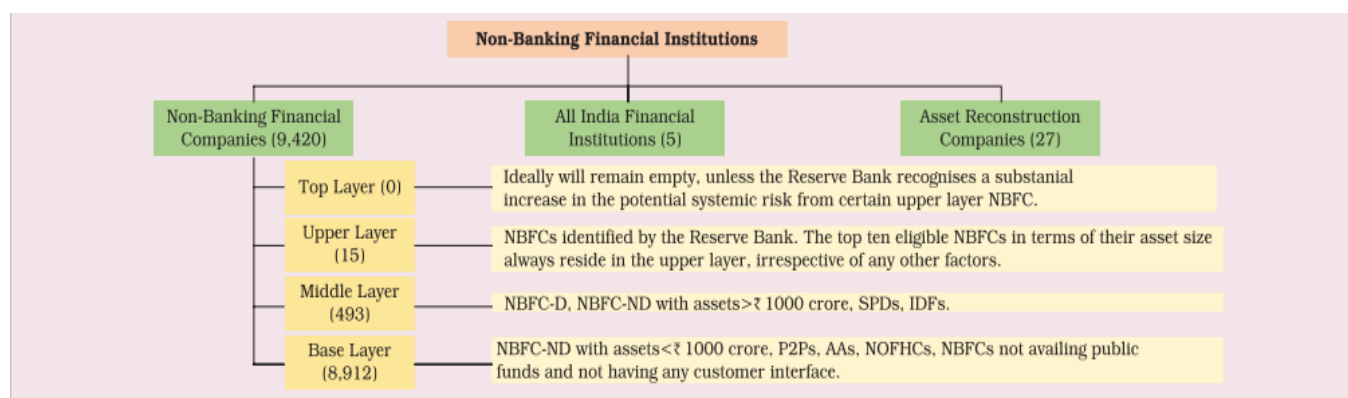 Non-Banking Financial Institutions
Non-Banking Financial
Companies (9,420)
All India Financial
Institutions (5)
Asset Reconstruction
Companies (27)
Top Layer (0)
Ideally will remain empty, unless the Reserve Bank recognises a substanial
increase in the potential systemic risk from certain upper layer NBFC.
Upper Layer
(15)
NBFCs identified by the Reserve Bank. The top ten eligible NBFCs in terms of their asset size
always reside in the upper layer, irrespective of any other factors.
Middle Layer
(493)
NBFC-D, NBFC-ND with assets>₹ 1000 crore, SPDs, IDFs.
Base Layer
(8,912)
NBFC-ND with assets<₹ 1000 crore, P2Ps, AAs, NOFHCs, NBFCs not availing public
funds and not having any customer interface.